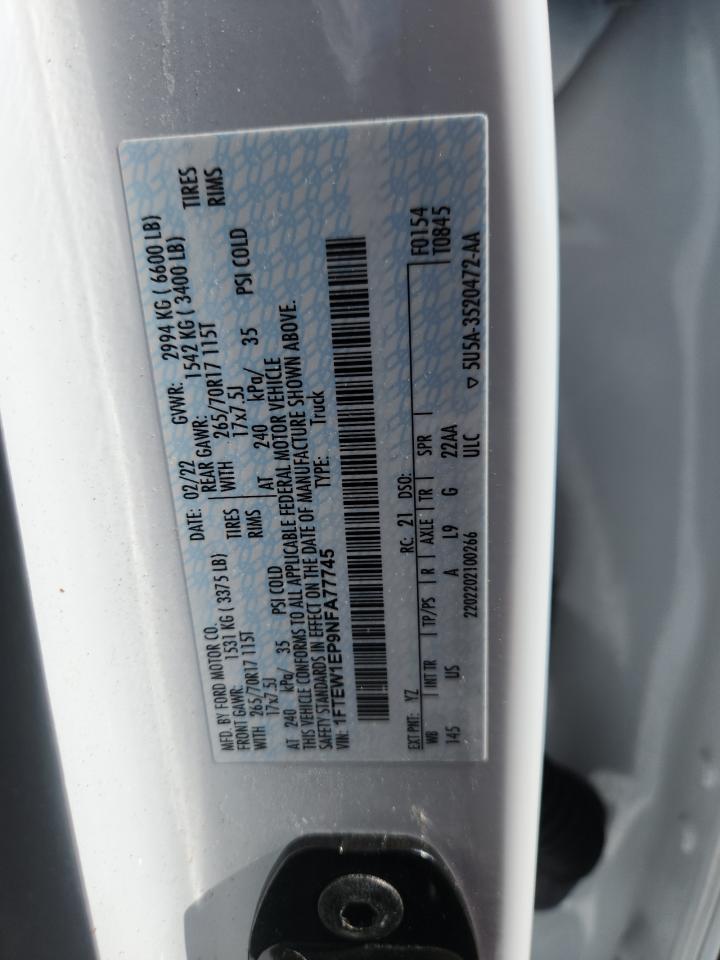 MFD. BY FORD MOTOR CO. DATE: 02/22 GVWR: 2994 KG ( 6600 LB)
FRONT GAWR: 1531 KG ( 3375 LB) REAR GAWR: 1542 KG ( 3400 LB)
WITH 265/70R17 115T TIRES WITH 265/70R17 115T TIRES
17x7.5J RIMS 17x7.5J RIMS
AT 240 kPa/ 35 PSI COLD AT 240 kPa/ 35 PSI COLD
THIS VEHICLE CONFORMS TO ALL APPLICABLE FEDERAL MOTOR VEHICLE
SAFETY STANDARDS IN EFFECT ON THE DATE OF MANUFACTURE SHOWN ABOVE.
VIN: 1FTEW1EP9NFA77745 TYPE: Truck
F0154
EXT PNT: YZ RC: 21 DSO: T0845
WB INT TR TP/PS R AXLE TR SPR
145 US A L9 G 22AA
2202202100266 ULC ▽ 5U5A-3520472-AA